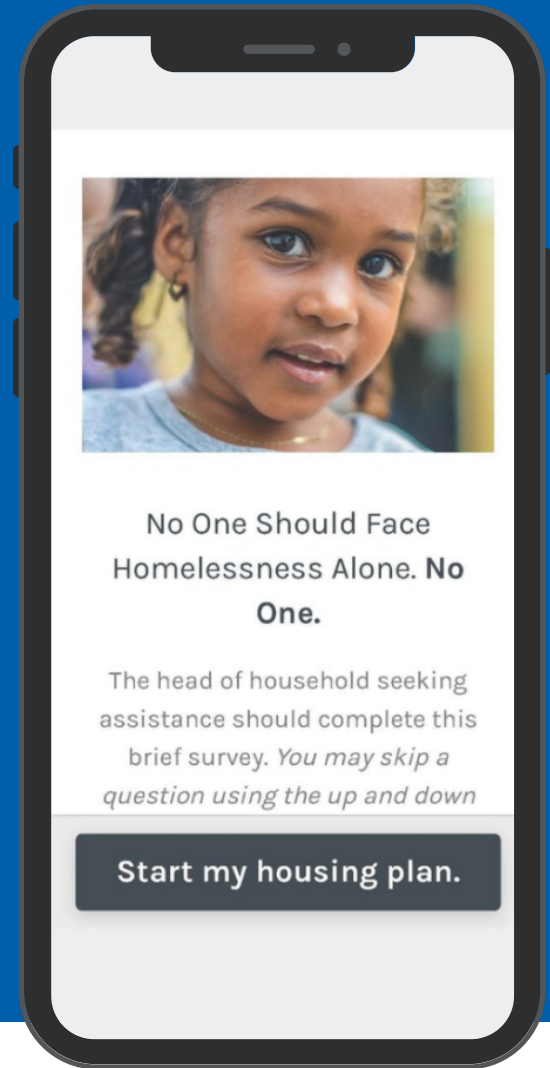 No One Should Face
Homelessness Alone. No
One.
The head of household seeking
assistance should complete this
brief survey. You may skip a
question using the up and down
Start my housing plan.